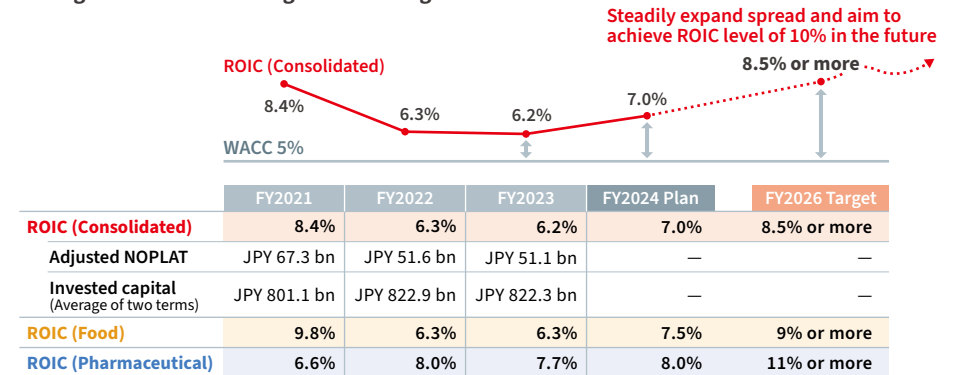 Steadily expand spread and aim to
achieve ROIC level of 10% in the future
ROIC (Consolidated)
8.5% or more
8.4%
6.3%
6.2%
7.0%
WACC 5%
FY2021 FY2022 FY2023 FY2024 Plan FY2026 Target
ROIC (Consolidated) 8.4% 6.3% 6.2% 7.0% 8.5% or more
Adjusted NOPLAT JPY 67.3 bn JPY 51.6 bn JPY 51.1 bn — —
Invested capital
(Average of two terms) JPY 801.1 bn JPY 822.9 bn JPY 822.3 bn — —
ROIC (Food) 9.8% 6.3% 6.3% 7.5% 9% or more
ROIC (Pharmaceutical) 6.6% 8.0% 7.7% 8.0% 11% or more